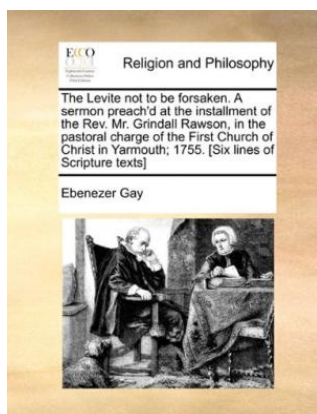 ECCO
Religion and Philosophy
The Levite not to be forsaken. A
sermon preach'd at the installment of
the Rev. Mr. Grindall Rawson, in the
pastoral charge of the First Church of
Christ in Yarmouth; 1755. [Six lines of
Scripture texts]
Ebenezer Gay